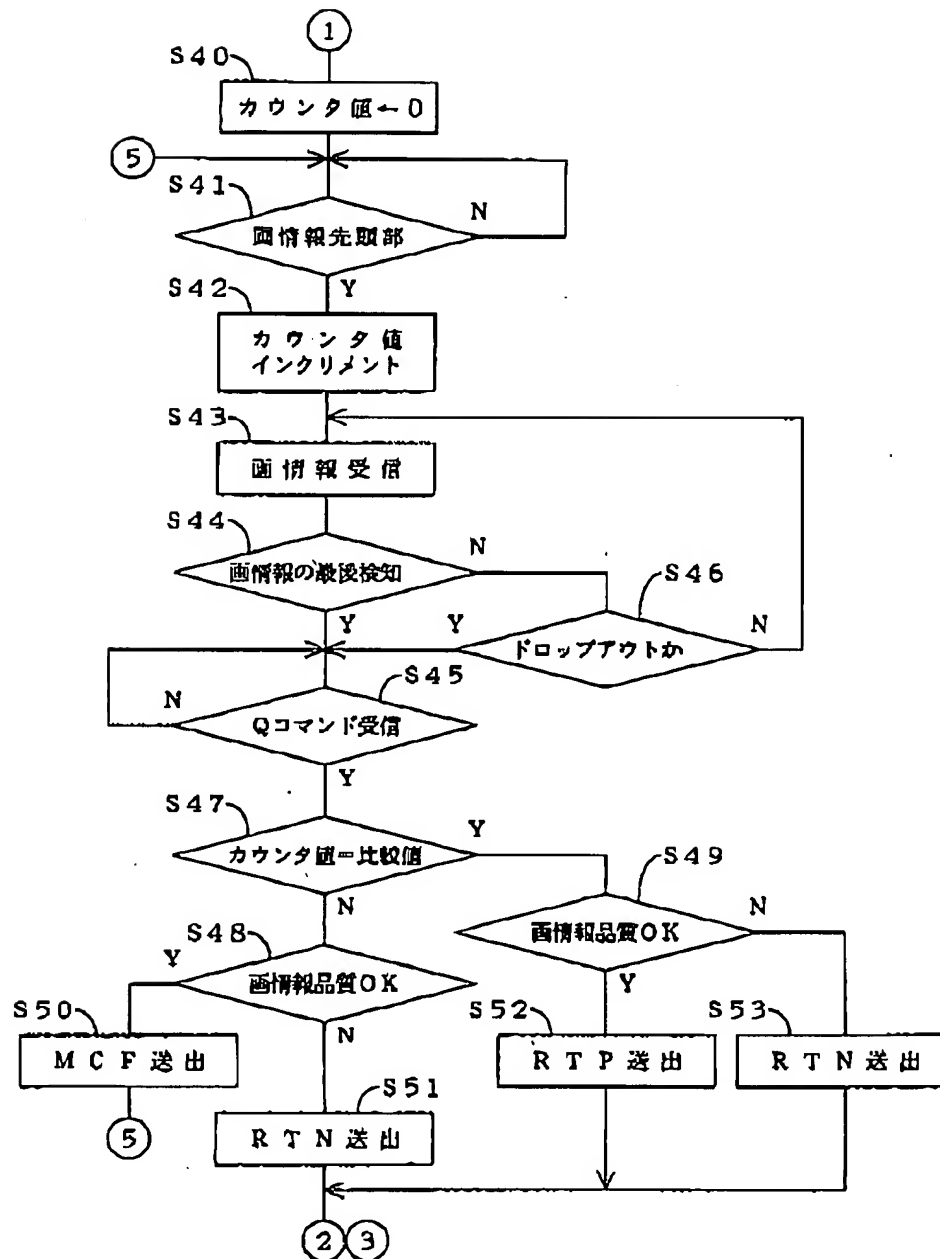 ①
S40
カウンタ値←0
⑤
S41
画情報先頭部
N
Y
S42
カウンタ値
インクリメント
S43
画情報受信
S44
画情報の最後検知
N
Y
S46
ドロップアウトか
Y
N
S45
Qコマンド受信
N
Y
S47
カウンタ値=比較値
Y
N
S49
画情報品質OK
N
Y
S48
画情報品質OK
Y
N
S50
MCF送出
⑤
S51
RTN送出
S52
RTP送出
S53
RTN送出
②③